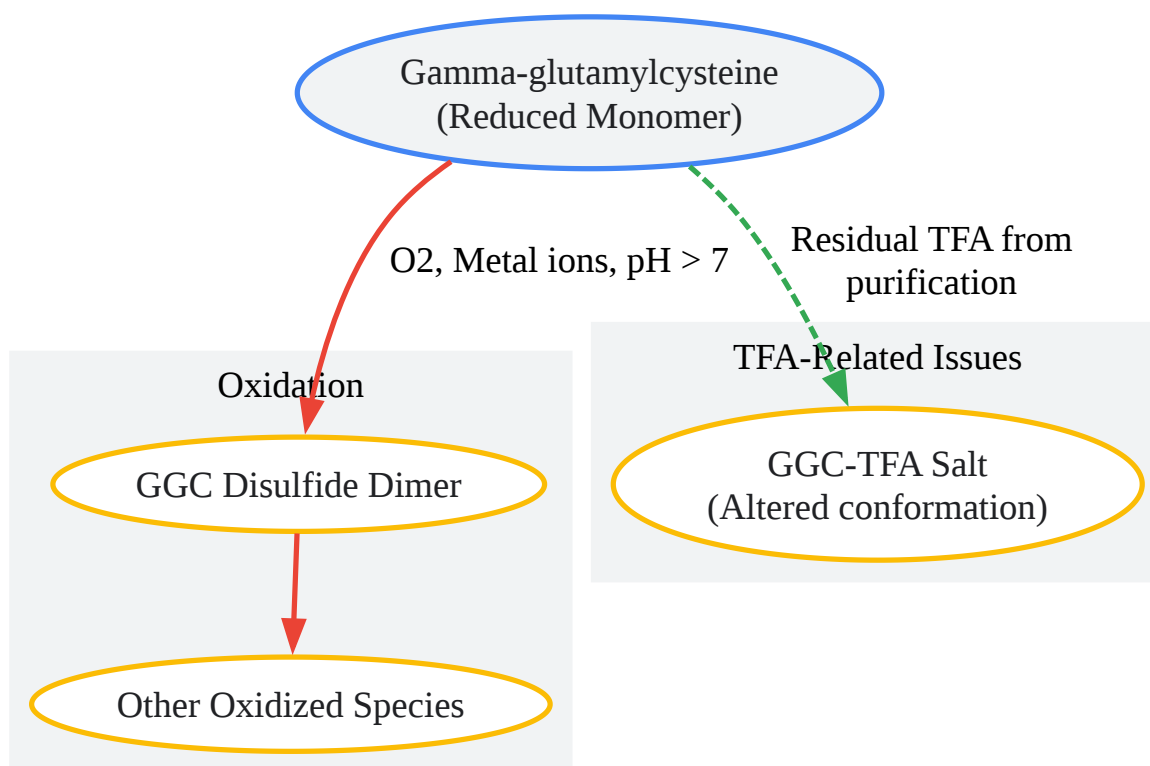 Gamma-glutamylcysteine
(Reduced Monomer)
O2, Metal ions, pH > 7
Residual TFA from
purification
Oxidation
GGC Disulfide Dimer
Other Oxidized Species
TFA-Related Issues
GGC-TFA Salt
(Altered conformation)